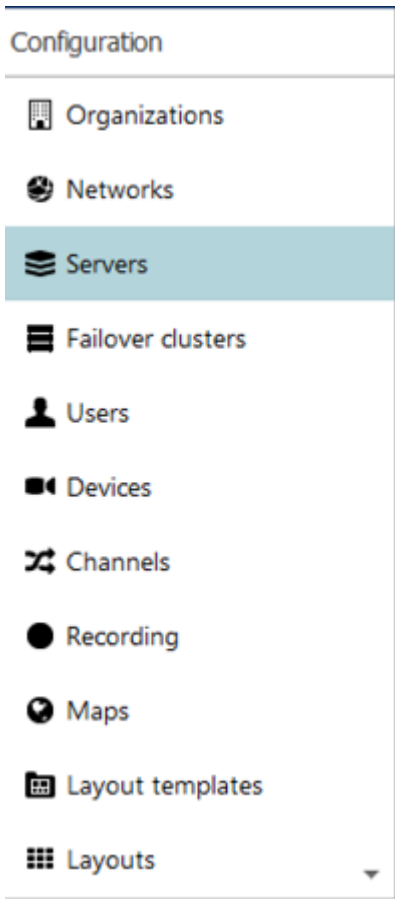 Configuration
Organizations
Networks
Servers
Failover clusters
Users
Devices
Channels
Recording
Maps
Layout templates
Layouts